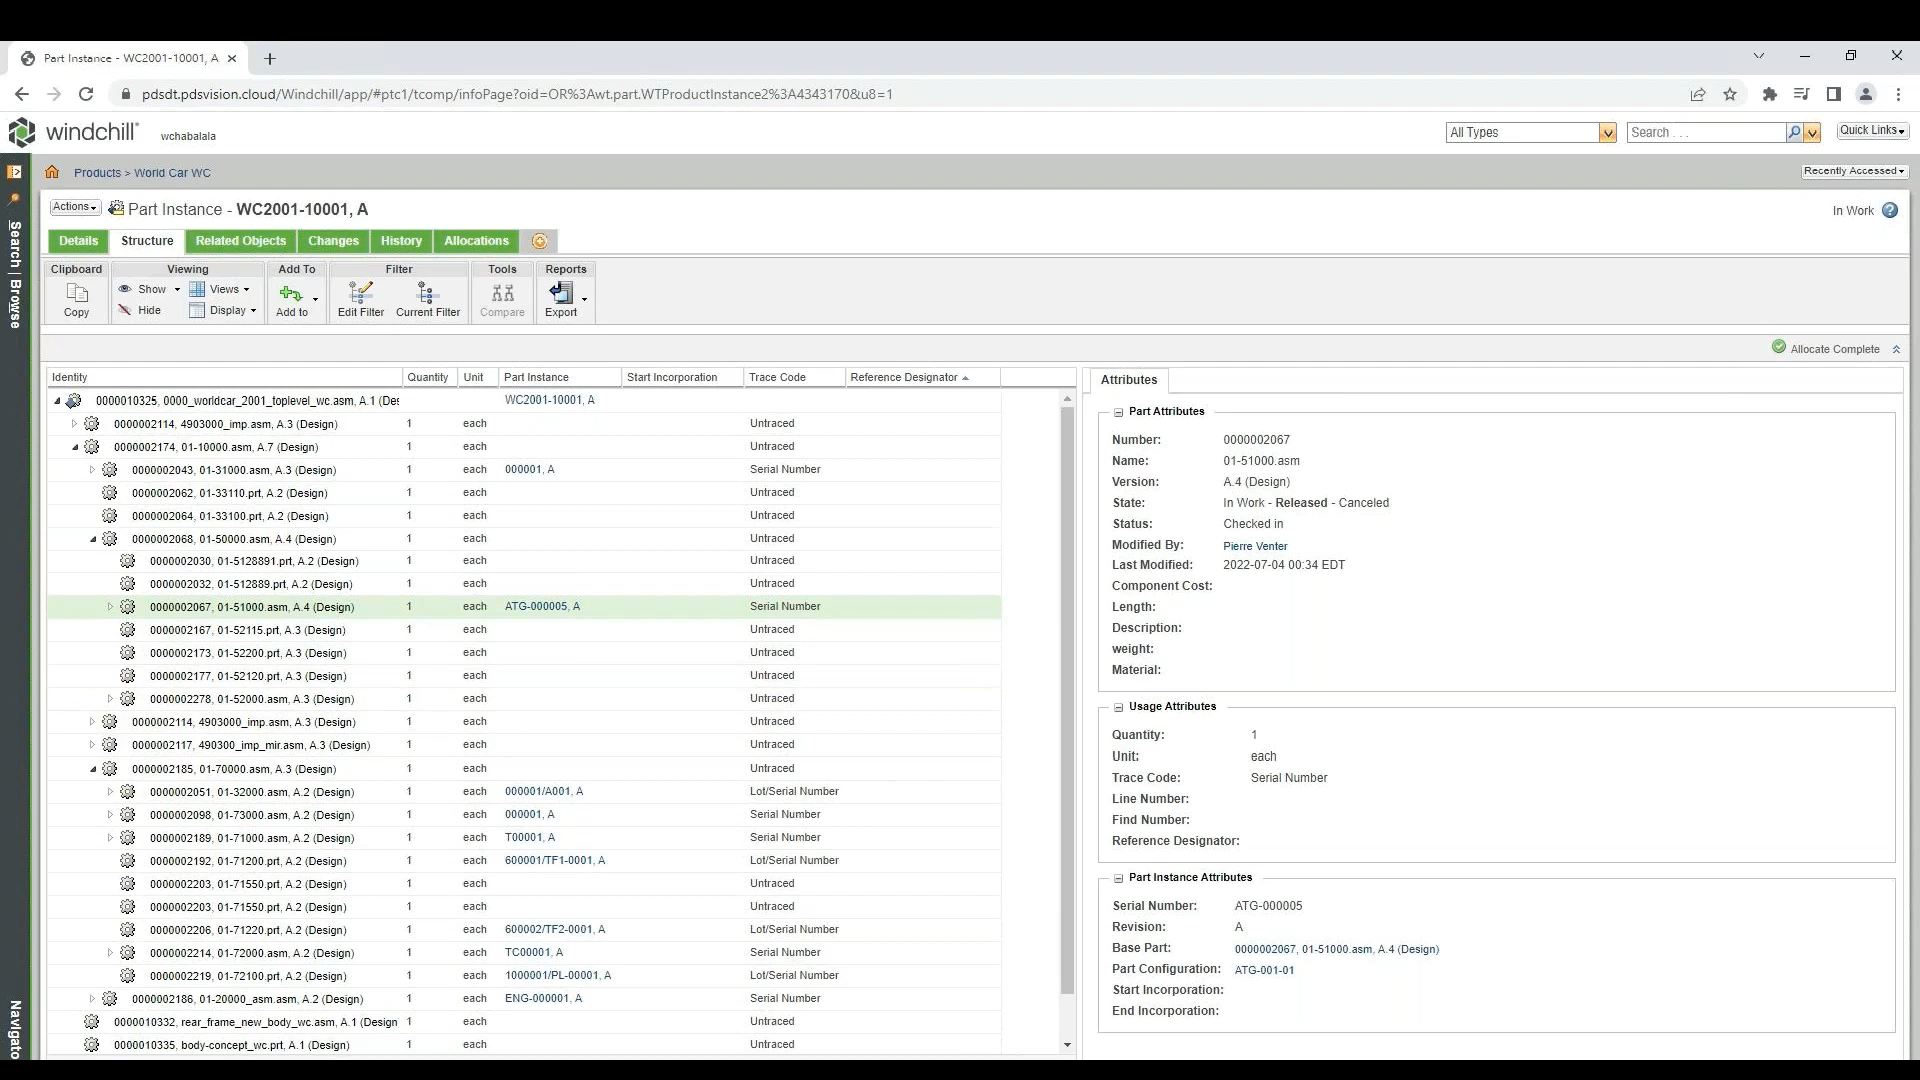 Part Instance - WC2001-10001, A
pdsdt.pdsvision.cloud/Windchill/app/#ptc1/tcomp/infoPage?oid=OR%3Awt.part.WTProductInstance2%3A4343170&u8=1
windchill® wchabalala All Types Search . . . Quick Links
Products > World Car WC Recently Accessed
Actions Part Instance - WC2001-10001, A In Work
Search | Browse
Details Structure Related Objects Changes History Allocations
Clipboard Viewing Add To Filter Tools Reports
Show Views
Hide Display
Copy Add to Edit Filter Current Filter Compare Export
Allocate Complete
Identity Quantity Unit Part Instance Start Incorporation Trace Code Reference Designator
0000010325, 0000_worldcar_2001_toplevel_wc.asm, A.1 (Des WC2001-10001, A
0000002114, 4903000_imp.asm, A.3 (Design) 1 each Untraced
0000002174, 01-10000.asm, A.7 (Design) 1 each Untraced
0000002043, 01-31000.asm, A.3 (Design) 1 each 000001, A Serial Number
0000002062, 01-33110.prt, A.2 (Design) 1 each Untraced
0000002064, 01-33100.prt, A.2 (Design) 1 each Untraced
0000002068, 01-50000.asm, A.4 (Design) 1 each Untraced
0000002030, 01-5128891.prt, A.2 (Design) 1 each Untraced
0000002032, 01-512889.prt, A.2 (Design) 1 each Untraced
0000002067, 01-51000.asm, A.4 (Design) 1 each ATG-000005, A Serial Number
0000002167, 01-52115.prt, A.3 (Design) 1 each Untraced
0000002173, 01-52200.prt, A.3 (Design) 1 each Untraced
0000002177, 01-52120.prt, A.3 (Design) 1 each Untraced
0000002278, 01-52000.asm, A.3 (Design) 1 each Untraced
0000002114, 4903000_imp.asm, A.3 (Design) 1 each Untraced
0000002117, 490300_imp_mir.asm, A.3 (Design) 1 each Untraced
0000002185, 01-70000.asm, A.3 (Design) 1 each Untraced
0000002051, 01-32000.asm, A.2 (Design) 1 each 000001/A001, A Lot/Serial Number
0000002098, 01-73000.asm, A.2 (Design) 1 each 000001, A Serial Number
0000002189, 01-71000.asm, A.2 (Design) 1 each T00001, A Serial Number
0000002192, 01-71200.prt, A.2 (Design) 1 each 600001/TF1-0001, A Lot/Serial Number
0000002203, 01-71550.prt, A.2 (Design) 1 each Untraced
0000002203, 01-71550.prt, A.2 (Design) 1 each Untraced
0000002206, 01-71220.prt, A.2 (Design) 1 each 600002/TF2-0001, A Lot/Serial Number
0000002214, 01-72000.asm, A.2 (Design) 1 each TC00001, A Serial Number
0000002219, 01-72100.prt, A.2 (Design) 1 each 1000001/PL-00001, A Lot/Serial Number
0000002186, 01-20000_asm.asm, A.2 (Design) 1 each ENG-000001, A Serial Number
0000010332, rear_frame_new_body_wc.asm, A.1 (Design 1 each Untraced
0000010335, body-concept_wc.prt, A.1 (Design) 1 each Untraced
Navigato
Attributes
Part Attributes
Number: 0000002067
Name: 01-51000.asm
Version: A.4 (Design)
State: In Work - Released - Canceled
Status: Checked in
Modified By: Pierre Venter
Last Modified: 2022-07-04 00:34 EDT
Component Cost:
Length:
Description:
weight:
Material:
Usage Attributes
Quantity: 1
Unit: each
Trace Code: Serial Number
Line Number:
Find Number:
Reference Designator:
Part Instance Attributes
Serial Number: ATG-000005
Revision: A
Base Part: 0000002067, 01-51000.asm, A.4 (Design)
Part Configuration: ATG-001-01
Start Incorporation:
End Incorporation: